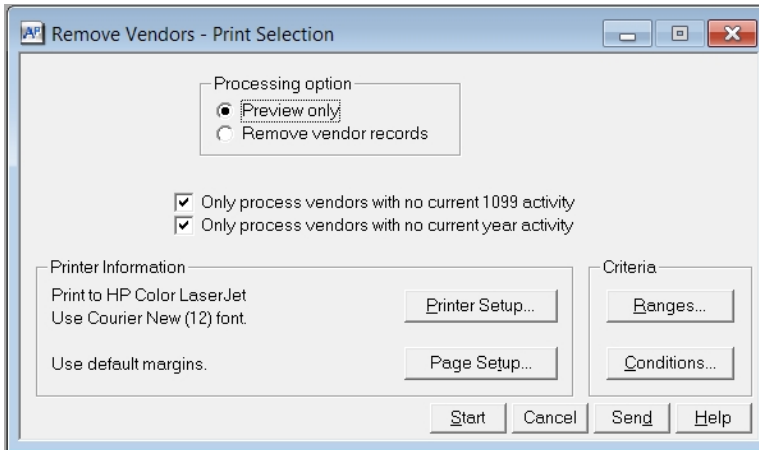 AP Remove Vendors - Print Selection
Processing option
Preview only
Remove vendor records
Only process vendors with no current 1099 activity
Only process vendors with no current year activity
Printer Information
Print to HP Color LaserJet
Use Courier New (12) font.
Printer Setup...
Use default margins.
Page Setup...
Criteria
Ranges...
Conditions...
Start Cancel Send Help